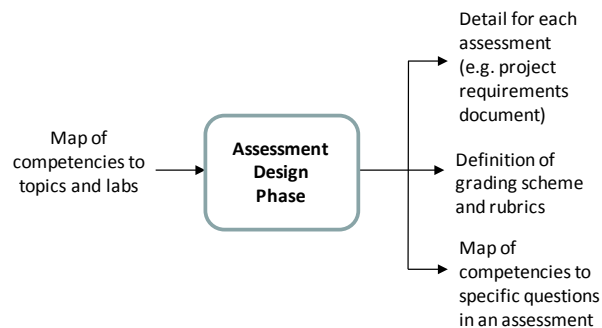 Map of
competencies to
topics and labs
Assessment
Design
Phase
Detail for each
assessment
(e.g. project
requirements
document)
Definition of
grading scheme
and rubrics
Map of
competencies to
specific questions
in an assessment